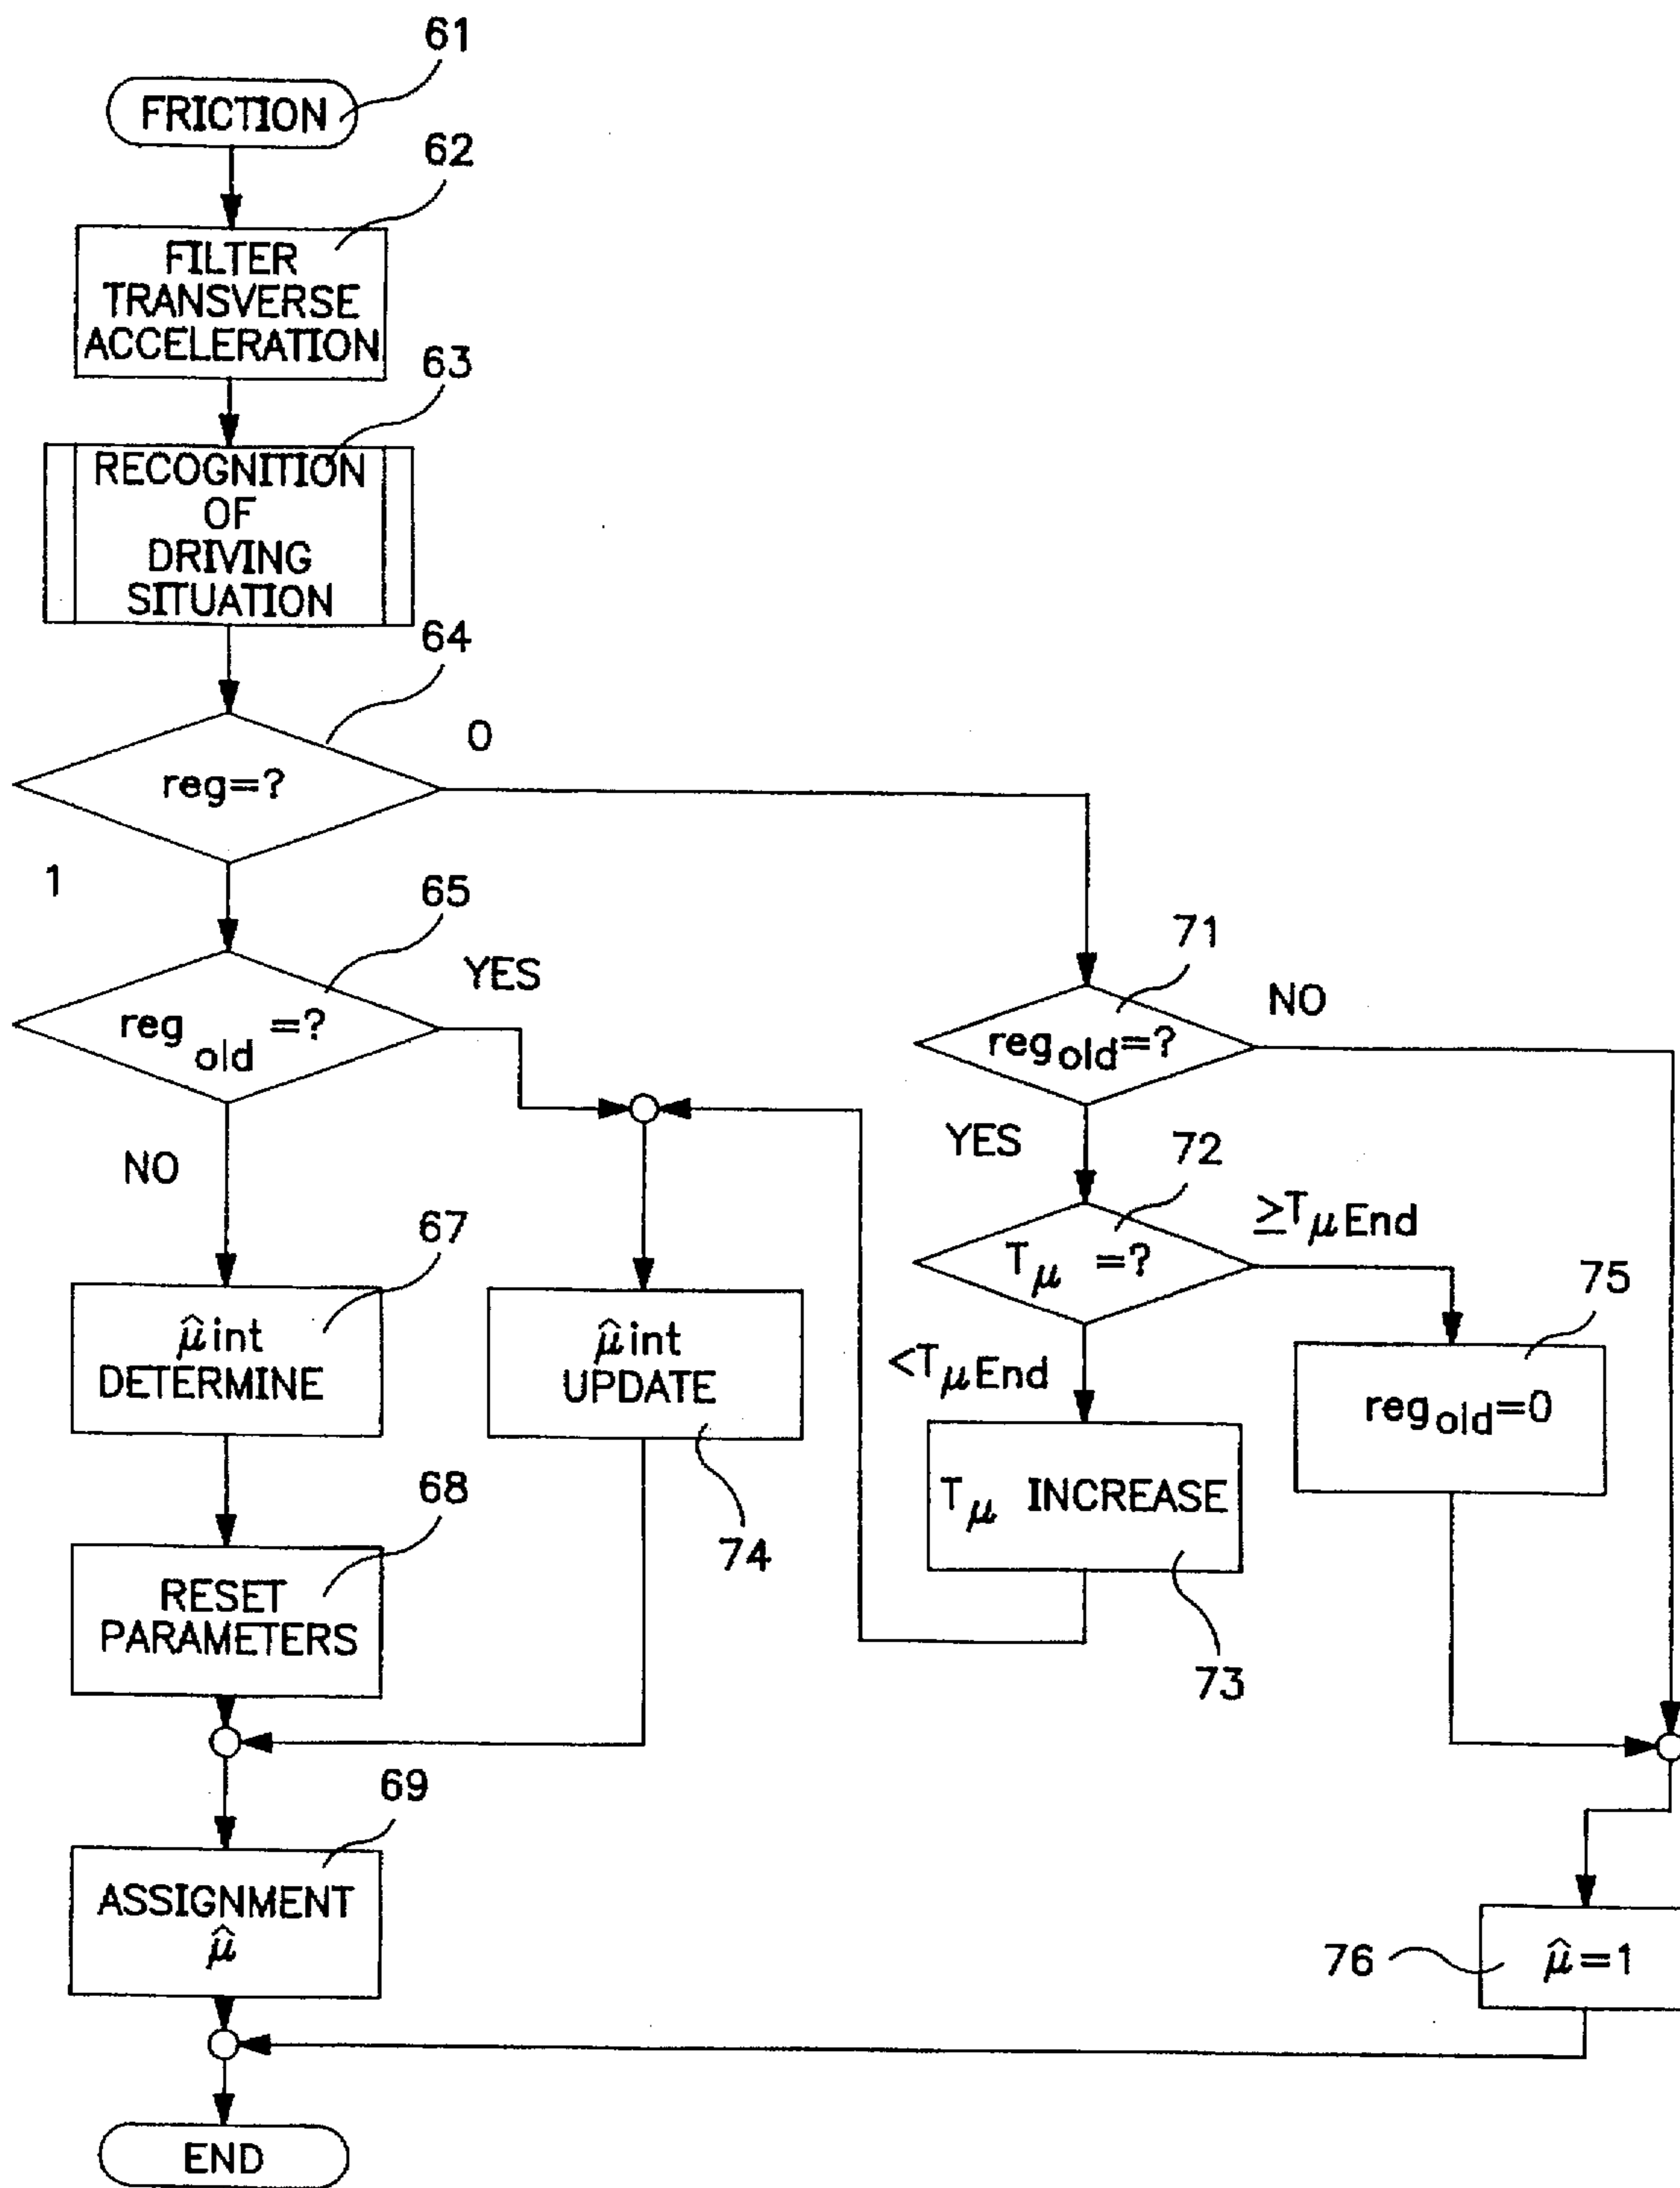 61
FRICTION
62
FILTER
TRANSVERSE
ACCELERATION
63
RECOGNITION
OF
DRIVING
SITUATION
64
reg=?
0
1
65
reg old =?
YES
NO
71
reg old=?
NO
YES
72
Tμ =?
≥TμEnd
<TμEnd
67
μ̂int
DETERMINE
μ̂int
UPDATE
74
Tμ INCREASE
73
75
reg old=0
68
RESET
PARAMETERS
69
ASSIGNMENT
μ̂
76
μ̂=1
END